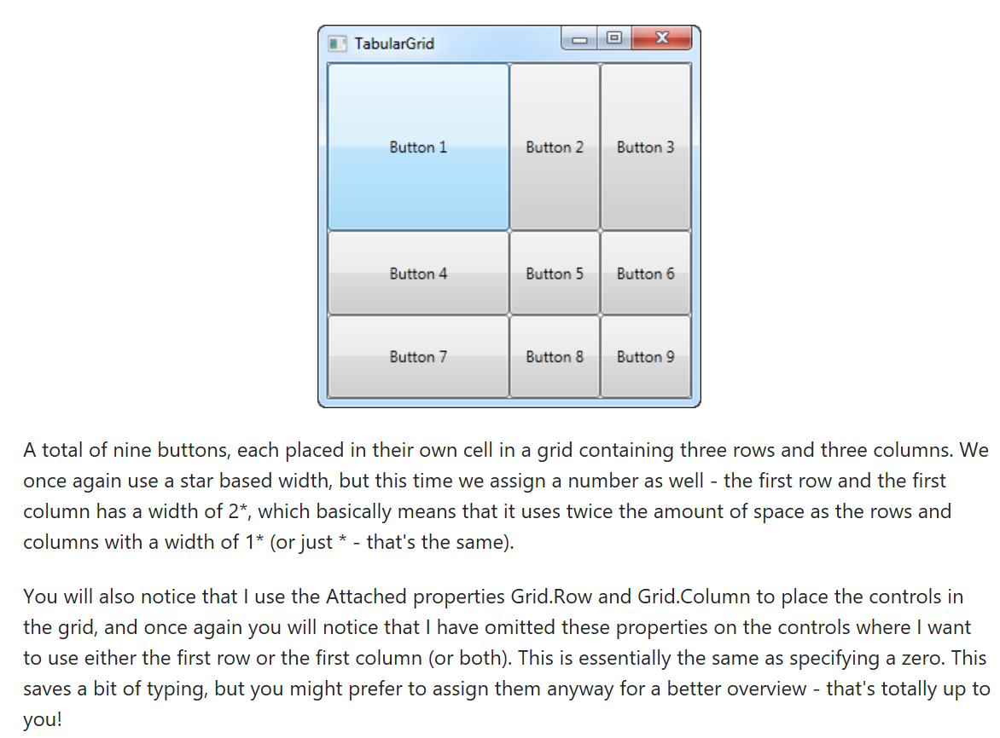 TabularGrid
Button 1
Button 2
Button 3
Button 4
Button 5
Button 6
Button 7
Button 8
Button 9
A total of nine buttons, each placed in their own cell in a grid containing three rows and three columns. We
once again use a star based width, but this time we assign a number as well - the first row and the first
column has a width of 2*, which basically means that it uses twice the amount of space as the rows and
columns with a width of 1* (or just * - that's the same).
You will also notice that I use the Attached properties Grid.Row and Grid.Column to place the controls in
the grid, and once again you will notice that I have omitted these properties on the controls where I want
to use either the first row or the first column (or both). This is essentially the same as specifying a zero. This
saves a bit of typing, but you might prefer to assign them anyway for a better overview - that's totally up to
you!